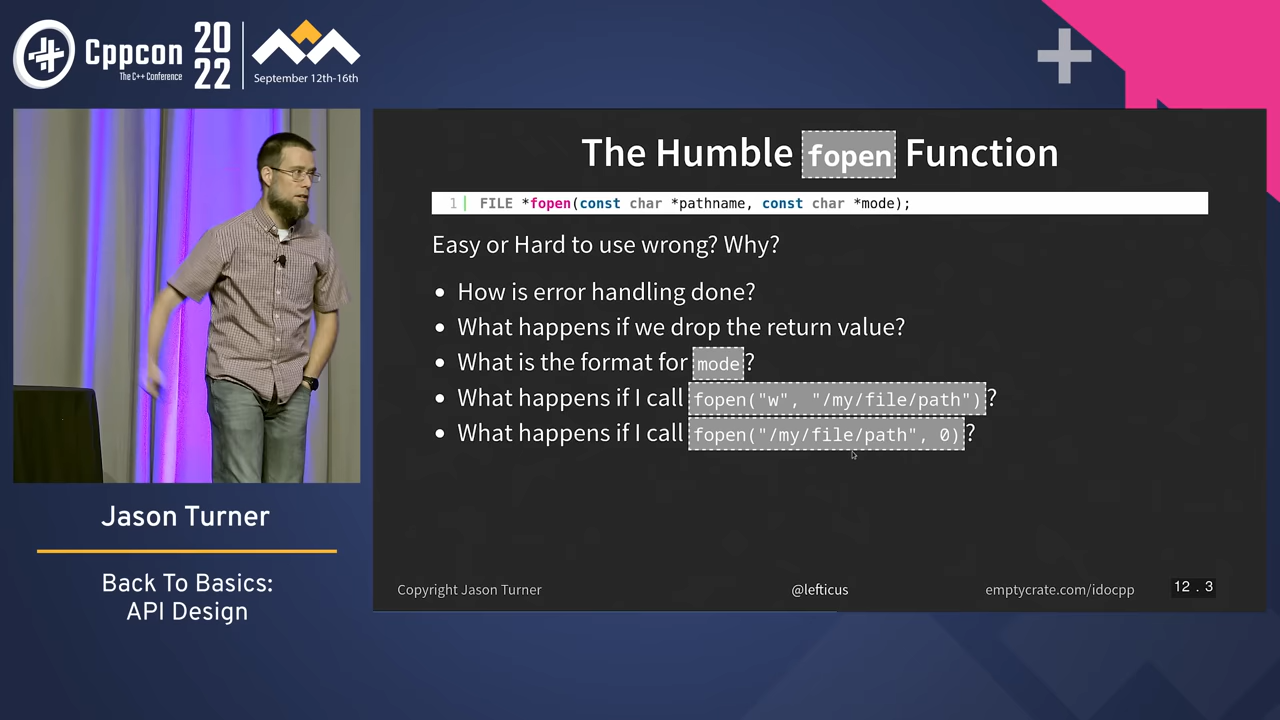 Cppcon
The C++ Conference
20
22
September 12th-16th
The Humble fopen Function
1 FILE *fopen(const char *pathname, const char *mode);
Easy or Hard to use wrong? Why?
• How is error handling done?
• What happens if we drop the return value?
• What is the format for mode?
• What happens if I call fopen("w", "/my/file/path")?
• What happens if I call fopen("/my/file/path", 0)?
Copyright Jason Turner
@lefticus
emptycrate.com/idocpp
12 . 3
Jason Turner
Back To Basics:
API Design